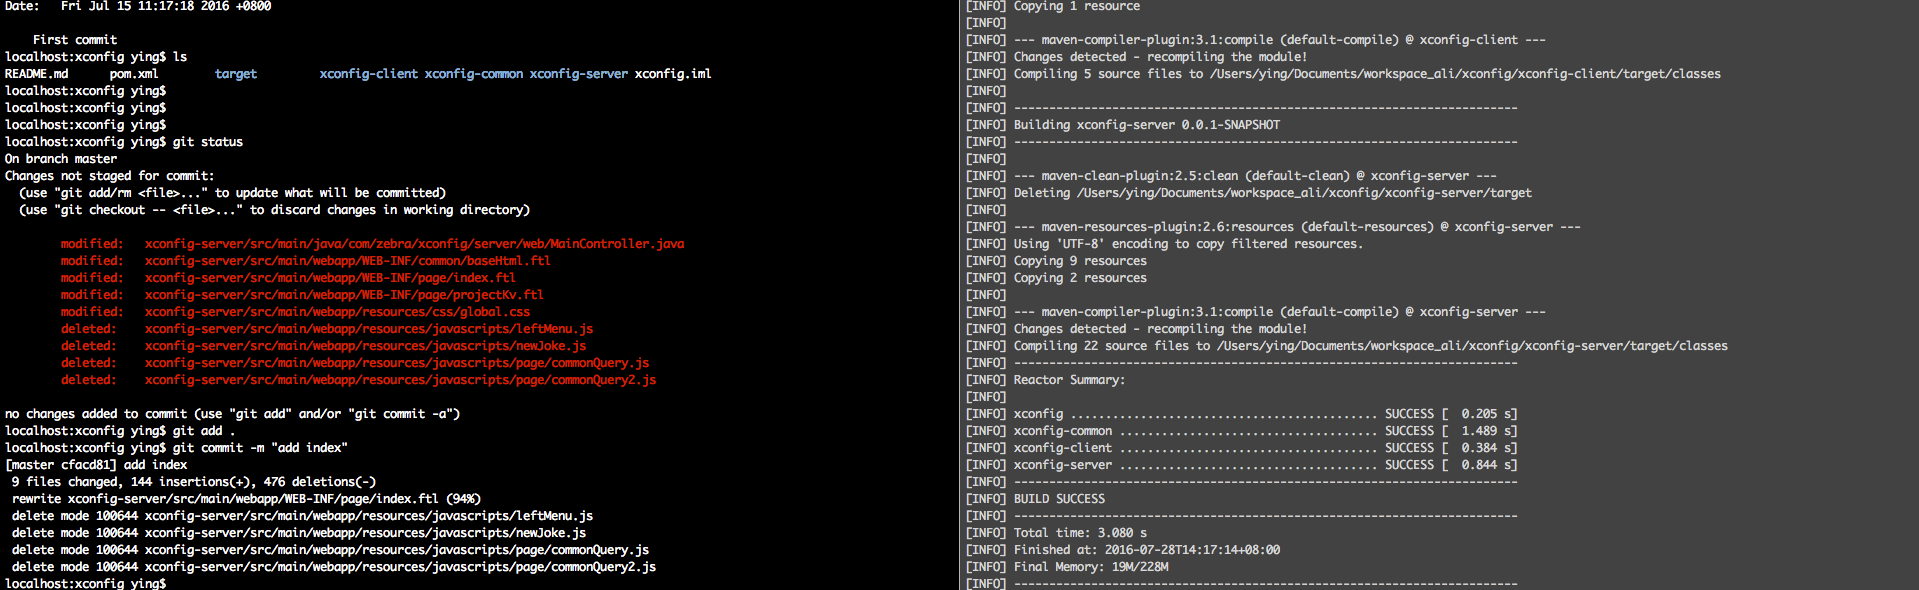 Date:   Fri Jul 15 11:17:18 2016 +0800
    First commit
localhost:xconfig ying$ ls
README.md      pom.xml        target         xconfig-client xconfig-common xconfig-server xconfig.iml
localhost:xconfig ying$
localhost:xconfig ying$
localhost:xconfig ying$
localhost:xconfig ying$ git status
On branch master
Changes not staged for commit:
  (use "git add/rm <file>..." to update what will be committed)
  (use "git checkout -- <file>..." to discard changes in working directory)
        modified:   xconfig-server/src/main/java/com/zebra/xconfig/server/web/MainController.java
        modified:   xconfig-server/src/main/webapp/WEB-INF/common/baseHtml.ftl
        modified:   xconfig-server/src/main/webapp/WEB-INF/page/index.ftl
        modified:   xconfig-server/src/main/webapp/WEB-INF/page/projectKv.ftl
        modified:   xconfig-server/src/main/webapp/resources/css/global.css
        deleted:    xconfig-server/src/main/webapp/resources/javascripts/leftMenu.js
        deleted:    xconfig-server/src/main/webapp/resources/javascripts/newJoke.js
        deleted:    xconfig-server/src/main/webapp/resources/javascripts/page/commonQuery.js
        deleted:    xconfig-server/src/main/webapp/resources/javascripts/page/commonQuery2.js
no changes added to commit (use "git add" and/or "git commit -a")
localhost:xconfig ying$ git add .
localhost:xconfig ying$ git commit -m "add index"
[master cfacd81] add index
 9 files changed, 144 insertions(+), 476 deletions(-)
 rewrite xconfig-server/src/main/webapp/WEB-INF/page/index.ftl (94%)
 delete mode 100644 xconfig-server/src/main/webapp/resources/javascripts/leftMenu.js
 delete mode 100644 xconfig-server/src/main/webapp/resources/javascripts/newJoke.js
 delete mode 100644 xconfig-server/src/main/webapp/resources/javascripts/page/commonQuery.js
 delete mode 100644 xconfig-server/src/main/webapp/resources/javascripts/page/commonQuery2.js
localhost:xconfig ying$
[INFO] Copying 1 resource
[INFO]
[INFO] --- maven-compiler-plugin:3.1:compile (default-compile) @ xconfig-client ---
[INFO] Changes detected - recompiling the module!
[INFO] Compiling 5 source files to /Users/ying/Documents/workspace_ali/xconfig/xconfig-client/target/classes
[INFO]
[INFO] ------------------------------------------------------------------------
[INFO] Building xconfig-server 0.0.1-SNAPSHOT
[INFO] ------------------------------------------------------------------------
[INFO]
[INFO] --- maven-clean-plugin:2.5:clean (default-clean) @ xconfig-server ---
[INFO] Deleting /Users/ying/Documents/workspace_ali/xconfig/xconfig-server/target
[INFO]
[INFO] --- maven-resources-plugin:2.6:resources (default-resources) @ xconfig-server ---
[INFO] Using 'UTF-8' encoding to copy filtered resources.
[INFO] Copying 9 resources
[INFO] Copying 2 resources
[INFO]
[INFO] --- maven-compiler-plugin:3.1:compile (default-compile) @ xconfig-server ---
[INFO] Changes detected - recompiling the module!
[INFO] Compiling 22 source files to /Users/ying/Documents/workspace_ali/xconfig/xconfig-server/target/classes
[INFO] ------------------------------------------------------------------------
[INFO] Reactor Summary:
[INFO]
[INFO] xconfig ............................................ SUCCESS [  0.205 s]
[INFO] xconfig-common ..................................... SUCCESS [  1.489 s]
[INFO] xconfig-client ..................................... SUCCESS [  0.384 s]
[INFO] xconfig-server ..................................... SUCCESS [  0.844 s]
[INFO] ------------------------------------------------------------------------
[INFO] BUILD SUCCESS
[INFO] ------------------------------------------------------------------------
[INFO] Total time: 3.080 s
[INFO] Finished at: 2016-07-28T14:17:14+08:00
[INFO] Final Memory: 19M/228M
[INFO] ------------------------------------------------------------------------